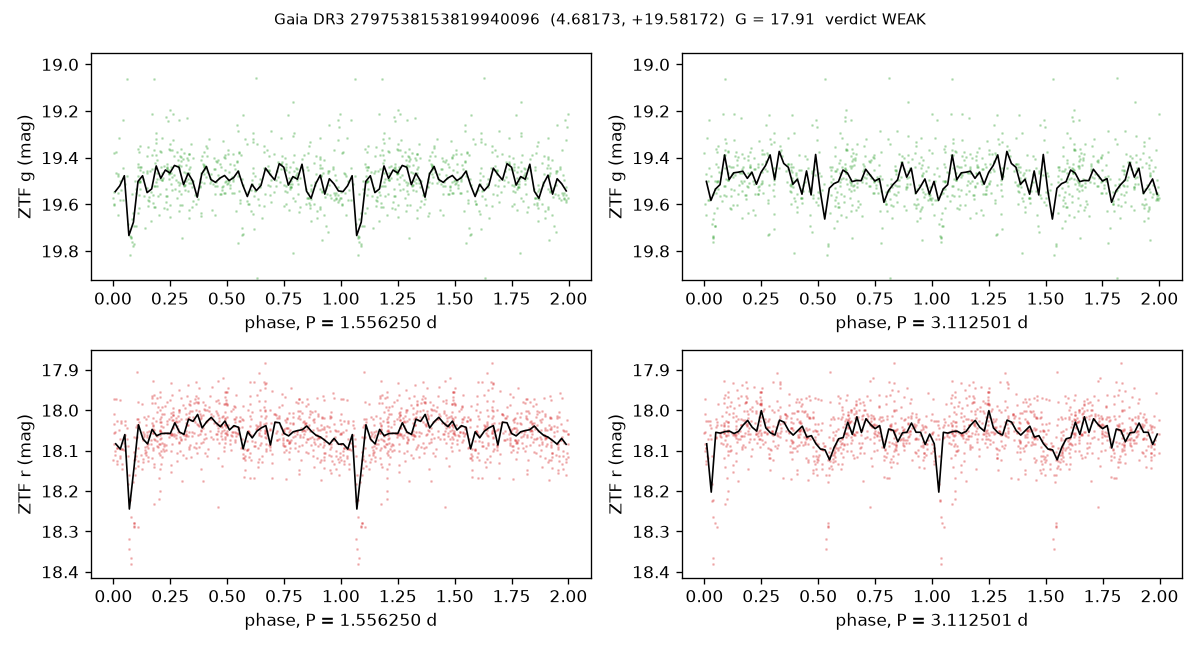 Gaia DR3 2797538153819940096 (4.68173, +19.58172) G = 17.91 verdict WEAK
ZTF g (mag)
19.0
19.2
19.4
19.6
19.8
0.00 0.25 0.50 0.75 1.00 1.25 1.50 1.75 2.00
phase, P = 1.556250 d
ZTF g (mag)
19.0
19.2
19.4
19.6
19.8
0.00 0.25 0.50 0.75 1.00 1.25 1.50 1.75 2.00
phase, P = 3.112501 d
ZTF r (mag)
17.9
18.0
18.1
18.2
18.3
18.4
0.00 0.25 0.50 0.75 1.00 1.25 1.50 1.75 2.00
phase, P = 1.556250 d
ZTF r (mag)
17.9
18.0
18.1
18.2
18.3
18.4
0.00 0.25 0.50 0.75 1.00 1.25 1.50 1.75 2.00
phase, P = 3.112501 d